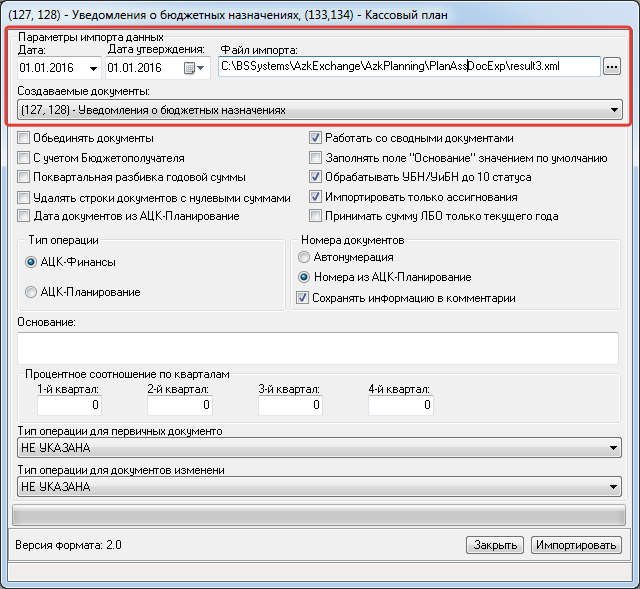 (127, 128) - Уведомления о бюджетных назначениях, (133,134) - Кассовый план
Параметры импорта данных
Дата: Дата утверждения: Файл импорта:
01.01.2016 01.01.2016 C:\BSSystems\AzkExchange\AzkPlanning\PlanAssDocExp\result3.xml ...
Создаваемые документы:
(127, 128) - Уведомления о бюджетных назначениях
Объединять документы Работать со сводными документами
С учетом Бюджетополучателя Заполнять поле "Основание" значением по умолчанию
Поквартальная разбивка годовой суммы Обрабатывать УБН/УиБН до 10 статуса
Удалять строки документов с нулевыми суммами Импортировать только ассигнования
Дата документов из АЦК-Планирование Принимать сумму ЛБО только текущего года
Тип операции Номера документов
АЦК-Финансы Автонумерация
Номера из АЦК-Планирование
АЦК-Планирование Сохранять информацию в комментарии
Основание:
Процентное соотношение по кварталам
1-й квартал: 2-й квартал: 3-й квартал: 4-й квартал:
0 0 0 0
Тип операции для первичных документо
НЕ УКАЗАНА
Тип операции для документов изменени
НЕ УКАЗАНА
Версия формата: 2.0 Закрыть Импортировать